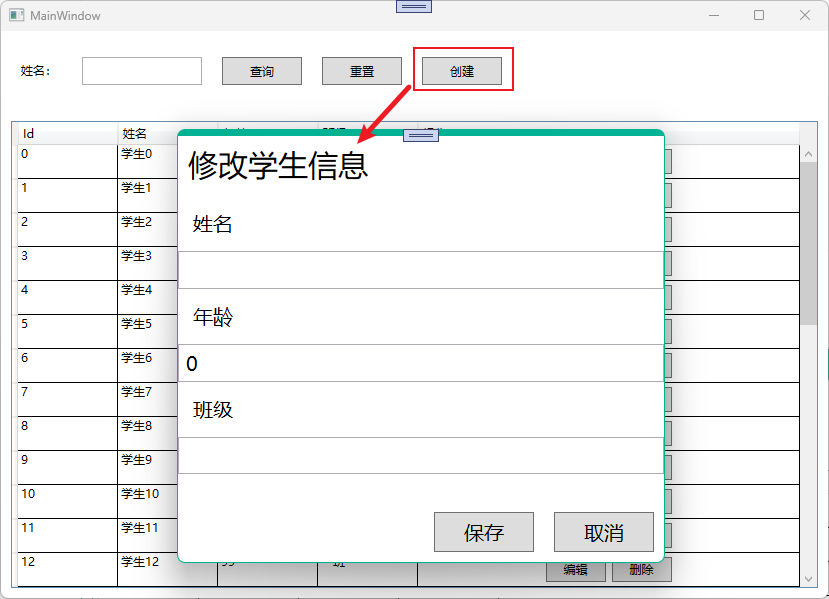 MainWindow
姓名： 查询 重置 创建
Id 姓名
0 学生0
1 学生1
2 学生2
3 学生3
4 学生4
5 学生5
6 学生6
7 学生7
8 学生8
9 学生9
10 学生10
11 学生11
12 学生12 编辑 删除
修改学生信息
姓名
年龄
0
班级
保存 取消